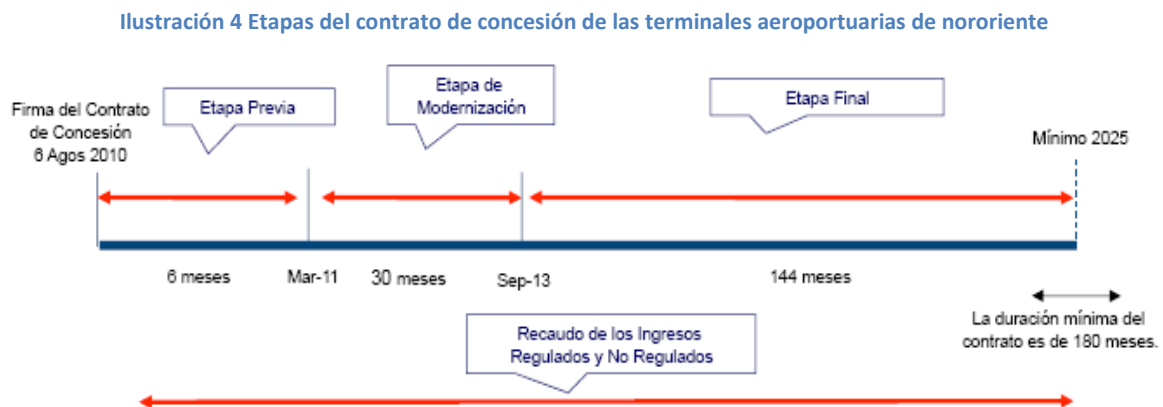 Ilustración 4 Etapas del contrato de concesión de las terminales aeroportuarias de nororiente
Firma del Contrato
de Concesión
6 Agos 2010
Etapa Previa
Etapa de
Modernización
Etapa Final
Mínimo 2025
6 meses
Mar-11
30 meses
Sep-13
144 meses
La duración mínima del
contrato es de 180 meses.
Recaudo de los Ingresos
Regulados y No Regulados